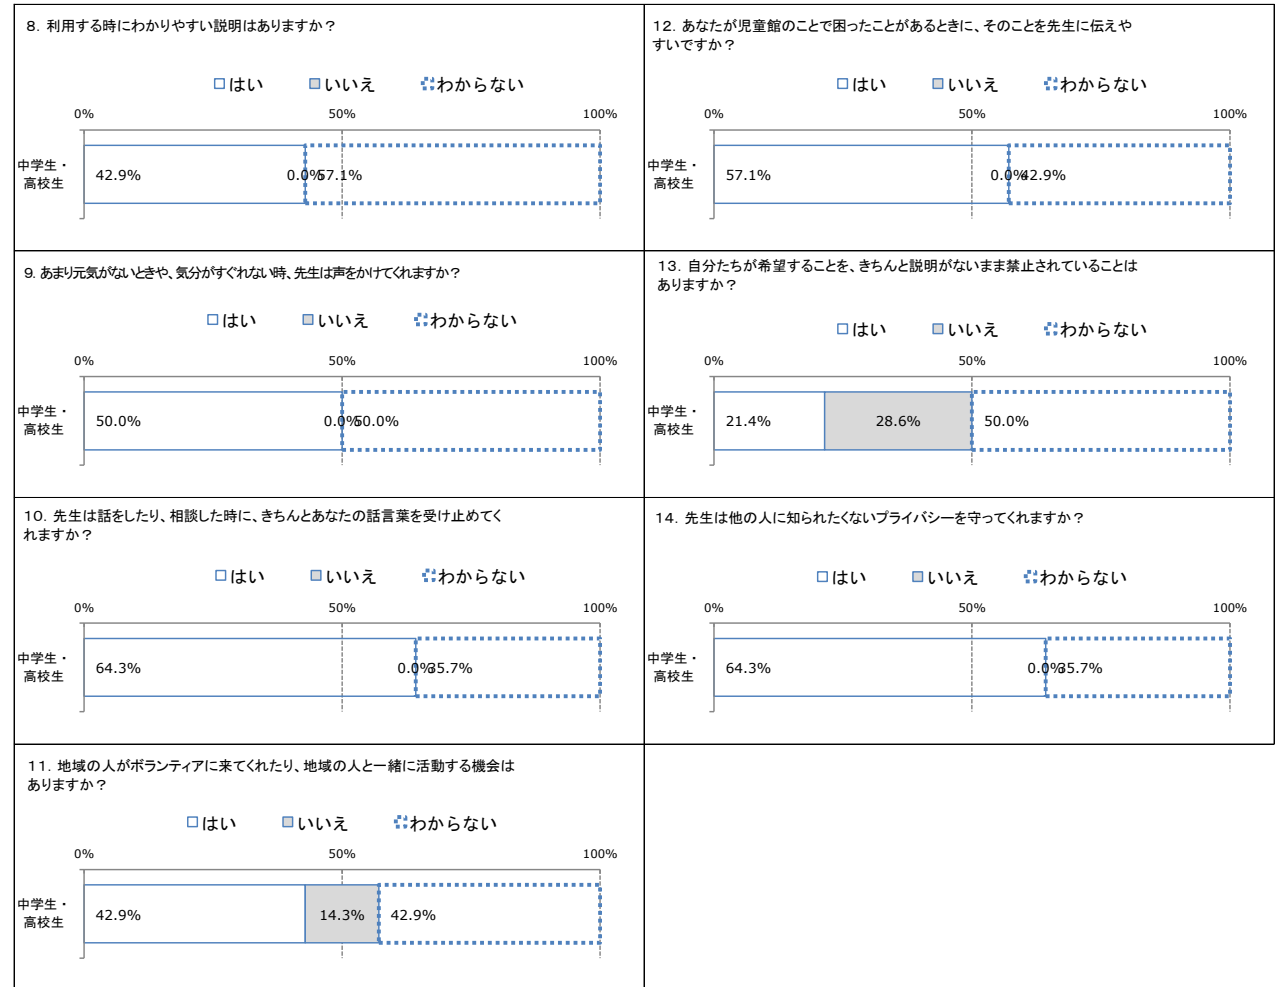 8．利用する時にわかりやすい説明はありますか？
はい いいえ わからない
0% 50% 100%
中学生・
高校生
42.9% 0.0% 57.1%
9．あまり元気がないときや、気分がすぐれない時、先生は声をかけてくれますか？
はい いいえ わからない
0% 50% 100%
中学生・
高校生
50.0% 0.0% 50.0%
10．先生は話をしたり、相談した時に、きちんとあなたの話言葉を受け止めてく
れますか？
はい いいえ わからない
0% 50% 100%
中学生・
高校生
64.3% 0.0% 35.7%
11．地域の人がボランティアに来てくれたり、地域の人と一緒に活動する機会は
ありますか？
はい いいえ わからない
0% 50% 100%
中学生・
高校生
42.9% 14.3% 42.9%
12．あなたが児童館のことで困ったことがあるときに、そのことを先生に伝えや
すいですか？
はい いいえ わからない
0% 50% 100%
中学生・
高校生
57.1% 0.0% 42.9%
13．自分たちが希望することを、きちんと説明がないまま禁止されていることは
ありますか？
はい いいえ わからない
0% 50% 100%
中学生・
高校生
21.4% 28.6% 50.0%
14．先生は他の人に知られたくないプライバシーを守ってくれますか？
はい いいえ わからない
0% 50% 100%
中学生・
高校生
64.3% 0.0% 35.7%